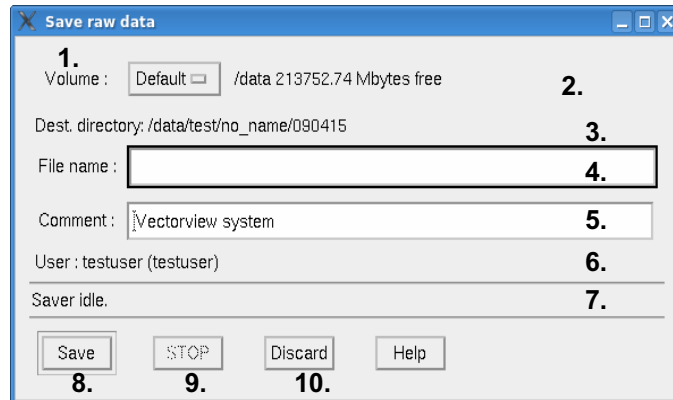 Save raw data
1.
Volume : Default /data 213752.74 Mbytes free 2.
Dest. directory: /data/test/no_name/090415 3.
File name : 4.
Comment : Vectorview system 5.
User : testuser (testuser) 6.
Saver idle. 7.
Save STOP Discard Help
8. 9. 10.